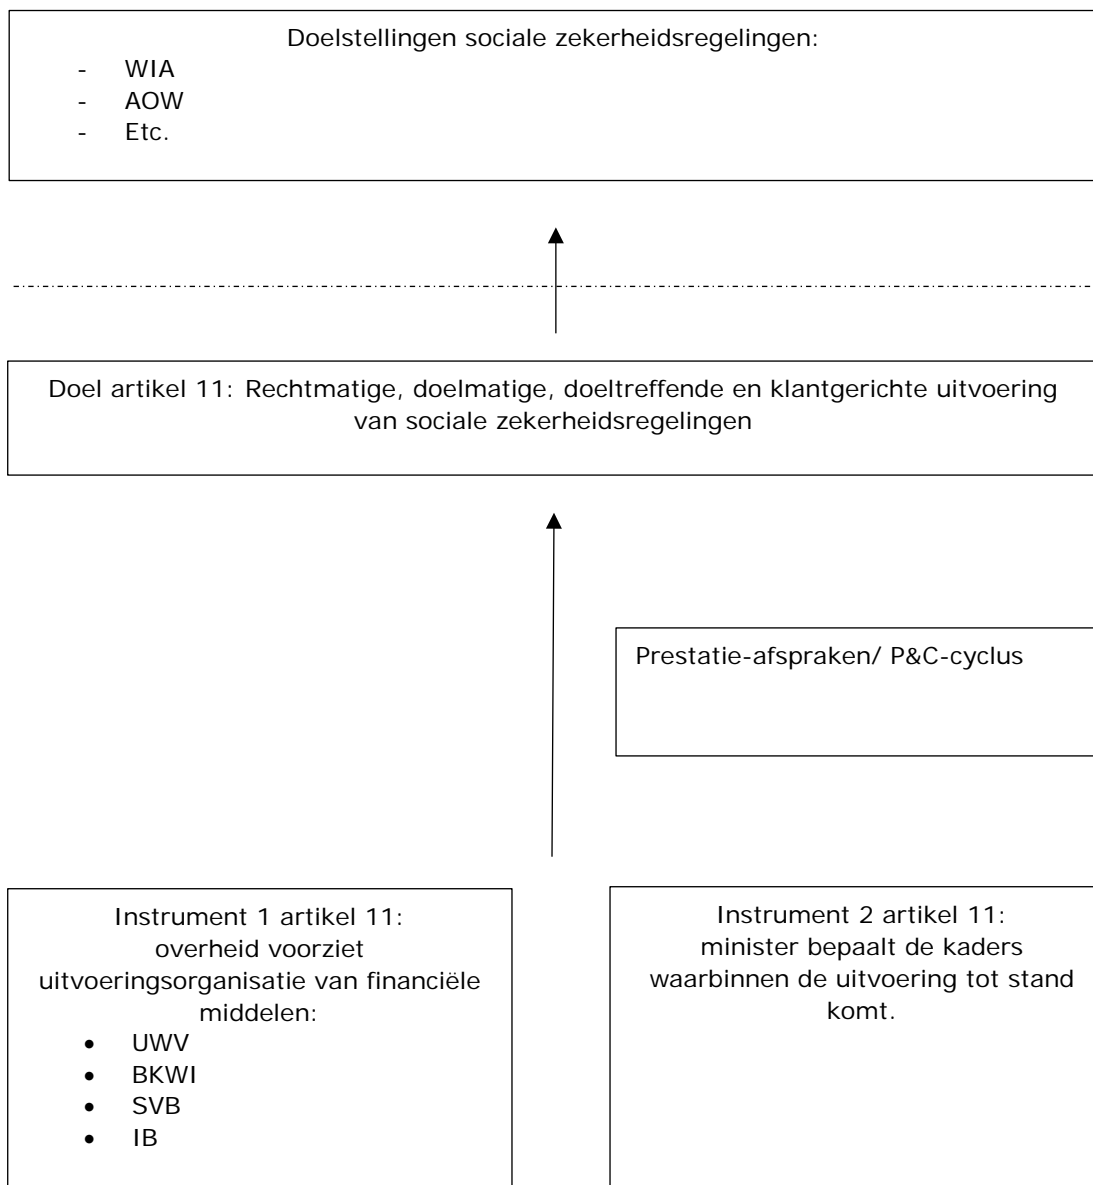 Doelstellingen sociale zekerheidsregelingen:
- WIA
- AOW
- Etc.
Doel artikel 11: Rechtmatige, doelmatige, doeltreffende en klantgerichte uitvoering
van sociale zekerheidsregelingen
Prestatie-afspraken/ P&C-cyclus
Instrument 1 artikel 11:
overheid voorziet
uitvoeringsorganisatie van financiële
middelen:
• UWV
• BKWI
• SVB
• IB
Instrument 2 artikel 11:
minister bepaalt de kaders
waarbinnen de uitvoering tot stand
komt.